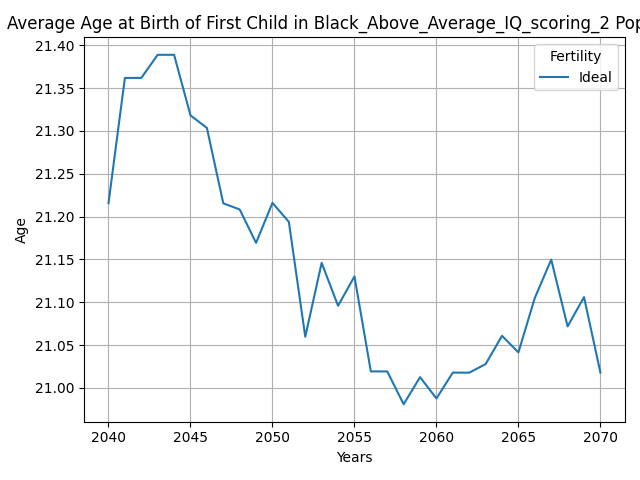 Average Age at Birth of First Child in Black_Above_Average_IQ_scoring_2 Pop
Fertility
Ideal
21.40
21.35
21.30
21.25
21.20
21.15
21.10
21.05
21.00
Age
2040 2045 2050 2055 2060 2065 2070
Years